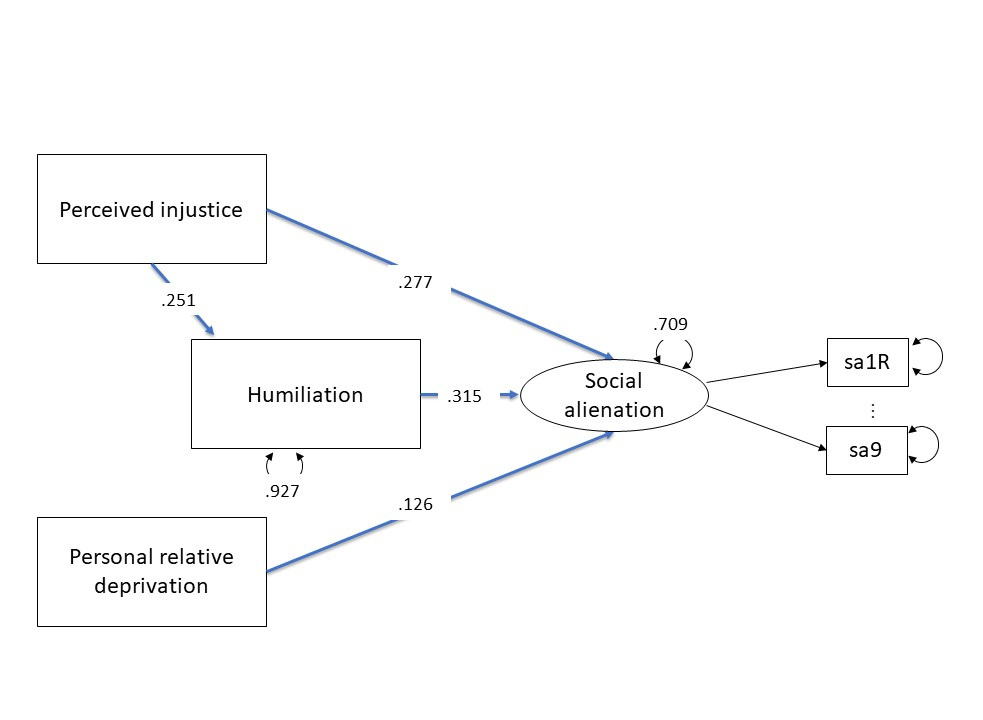 Perceived injustice
.277
.251
.709
Humiliation
.315
Social
alienation
sa1R
⋮
sa9
.927
.126
Personal relative
deprivation